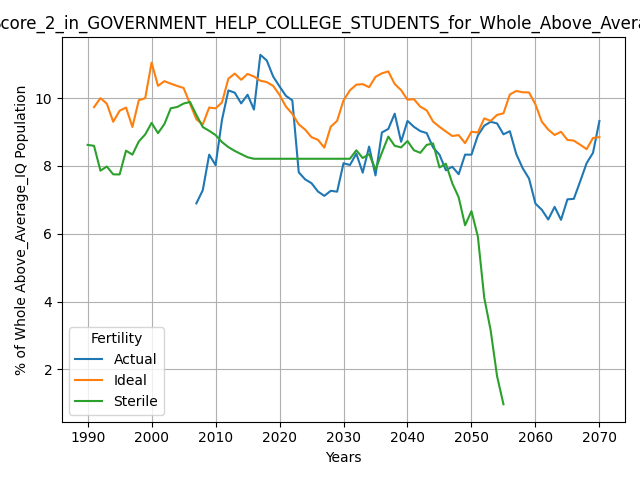 core_2_in_GOVERNMENT_HELP_COLLEGE_STUDENTS_for_Whole_Above_Avera
% of Whole Above_Average_IQ Population
10
8
6
4
2
Fertility
Actual
Ideal
Sterile
1990 2000 2010 2020 2030 2040 2050 2060 2070
Years